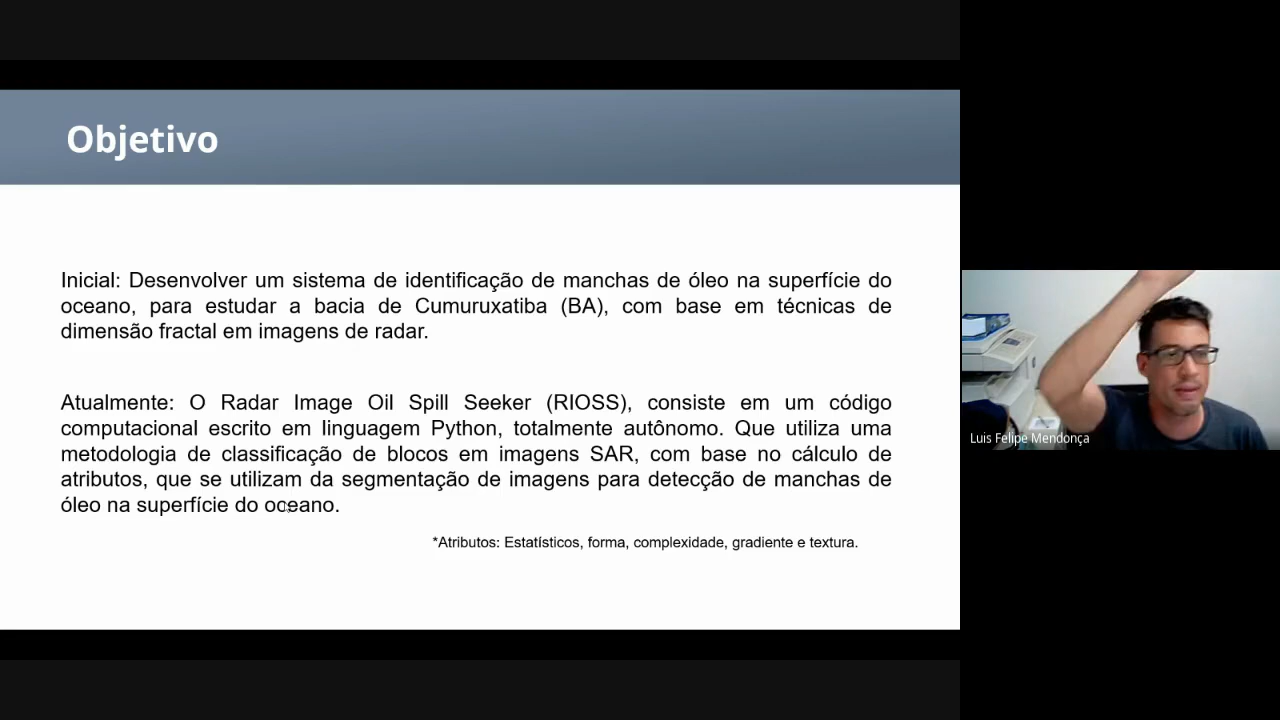 Objetivo
Inicial: Desenvolver um sistema de identificação de manchas de óleo na superfície do
oceano, para estudar a bacia de Cumuruxatiba (BA), com base em técnicas de
dimensão fractal em imagens de radar.
Atualmente: O Radar Image Oil Spill Seeker (RIOSS), consiste em um código
computacional escrito em linguagem Python, totalmente autônomo. Que utiliza uma
metodologia de classificação de blocos em imagens SAR, com base no cálculo de
atributos, que se utilizam da segmentação de imagens para detecção de manchas de
óleo na superfície do oceano.
*Atributos: Estatísticos, forma, complexidade, gradiente e textura.
Luis Felipe Mendonça